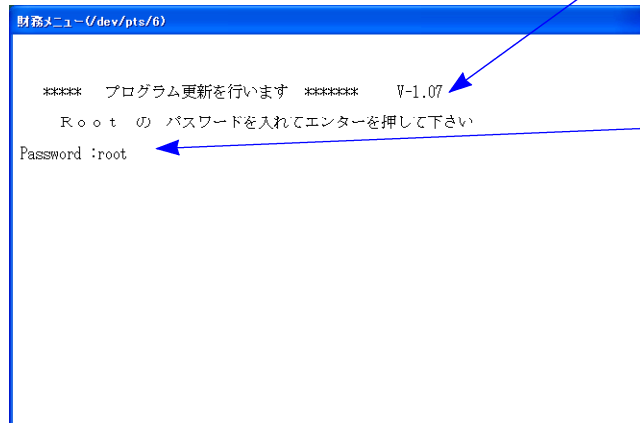 財務メニュー(/dev/pts/6)
***** プログラム更新を行います ******* V-1.07
Ｒｏｏｔ の パスワードを入れてエンターを押して下さい
Password :root